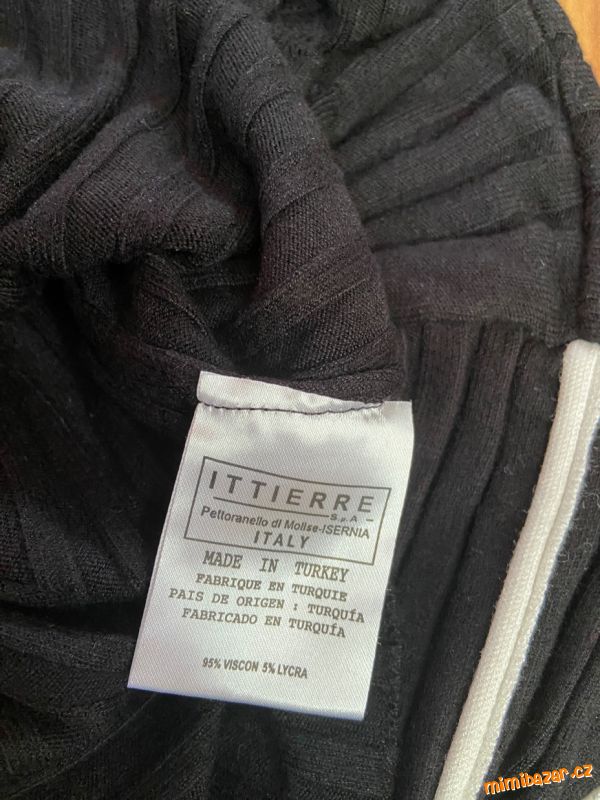 ITTIERRE
S.p.A –
Pettoranello di Molise-ISERNIA
ITALY
MADE IN TURKEY
FABRIQUE EN TURQUIE
PAIS DE ORIGEN : TURQUÍA
FABRICADO EN TURQUÍA
95% VISCON 5% LYCRA
mimibazar.cz